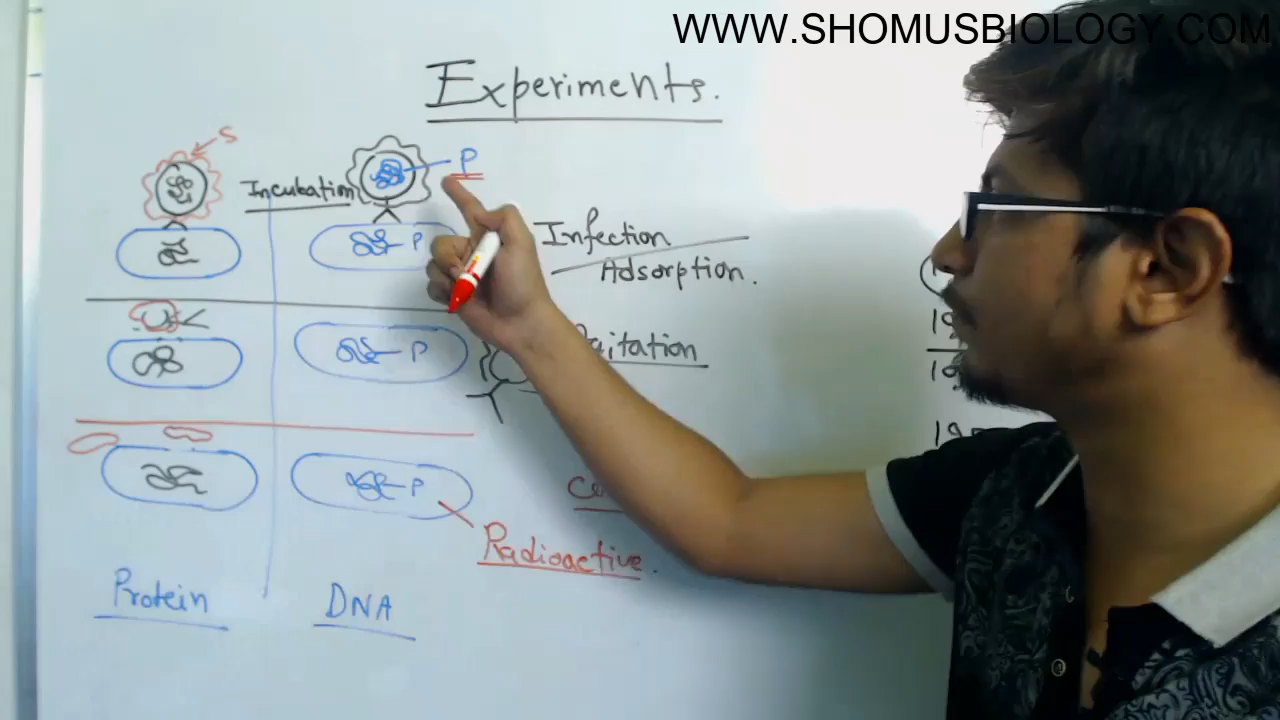 WWW.SHOMUSBIOLOGY.COM
Experiments.
S
P
Incubation
Infection
Adsorption.
P
P
P
Radioactive.
Protein
DNA